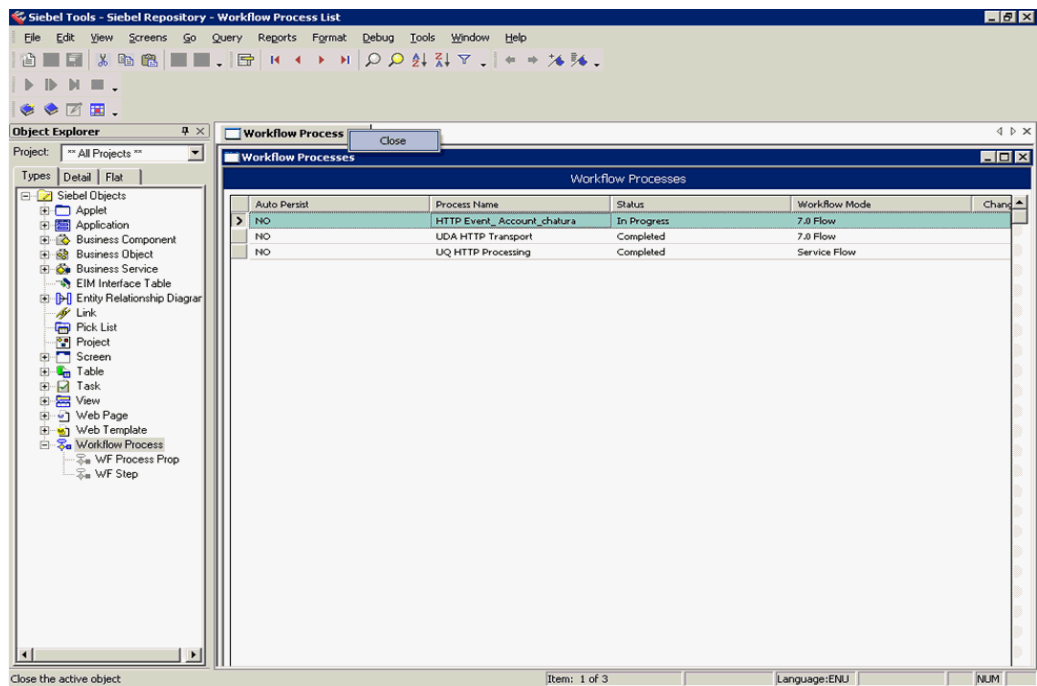 Siebel Tools - Siebel Repository - Workflow Process List
File Edit View Screens Go Query Reports Format Debug Tools Window Help
Object Explorer
Project: ** All Projects **
Types Detail Flat
Siebel Objects
Applet
Application
Business Component
Business Object
Business Service
EIM Interface Table
Entity Relationship Diagrar
Link
Pick List
Project
Screen
Table
Task
View
Web Page
Web Template
Workflow Process
WF Process Prop
WF Step
Workflow Process
Close
Workflow Processes
Workflow Processes
Auto Persist Process Name Status Workflow Mode Chang
NO HTTP Event_ Account_chatura In Progress 7.0 Flow
NO UDA HTTP Transport Completed 7.0 Flow
NO UQ HTTP Processing Completed Service Flow
Close the active object Item: 1 of 3 Language:ENU NUM